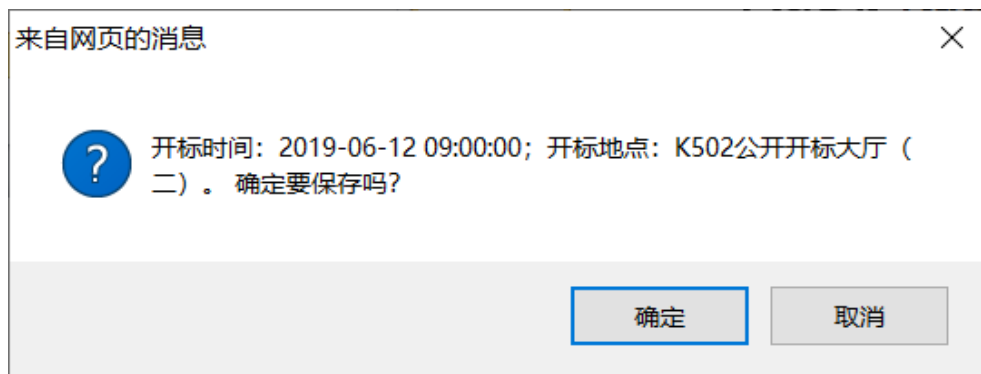 来自网页的消息
开标时间：2019-06-12 09:00:00；开标地点：K502公开开标大厅（
二）。 确定要保存吗？
确定
取消